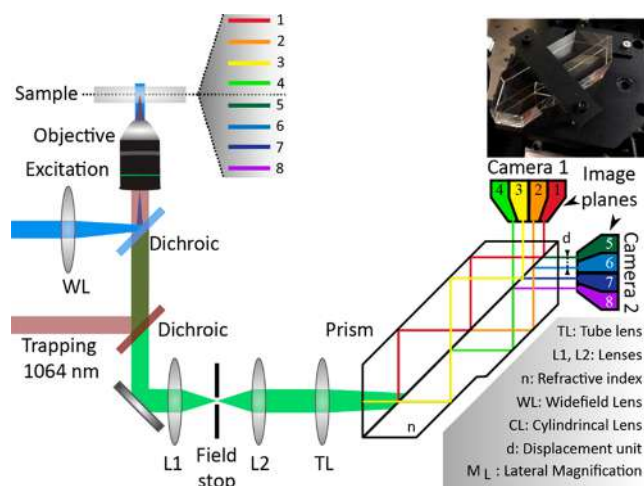 1
2
3
4
5
6
7
8
Sample
Objective
Excitation
WL
Dichroic
Trapping
1064 nm
Dichroic
L1
Field
stop
L2
TL
Prism
n
Camera 1
4 3 2 1
Image
planes
d
5
6
7
8
Camera 2
TL: Tube lens
L1, L2: Lenses
n: Refractive index
WL: Widefield Lens
CL: Cylindrincal Lens
d: Displacement unit
M L : Lateral Magnification